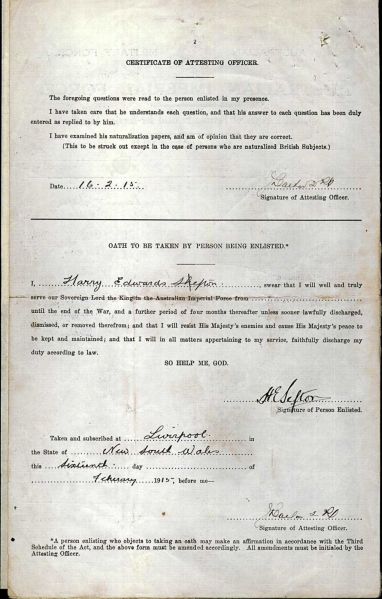 2
CERTIFICATE OF ATTESTING OFFICER.
The foregoing questions were read to the person enlisted in my presence.
I have taken care that he understands each question, and that his answer to each question has been duly
entered as replied to by him.
I have examined his naturalization papers, and am of opinion that they are correct.
(This to be struck out except in the case of persons who are naturalized British Subjects.)
Date 16. 2. 15.
Signature of Attesting Officer.
OATH TO BE TAKEN BY PERSON BEING ENLISTED.*
I, Harry Edwards Sefton swear that I will well and truly
serve our Sovereign Lord the King in the Australian Imperial Force from
until the end of the War, and a further period of four months thereafter unless sooner lawfully discharged,
dismissed, or removed therefrom; and that I will resist His Majesty's enemies and cause His Majesty's peace to
be kept and maintained; and that I will in all matters appertaining to my service, faithfully discharge my
duty according to law.
SO HELP ME, GOD.
H E Sefton
Signature of Person Enlisted.
Taken and subscribed at Liverpool in
the State of New South Wales
this Sixteenth day of
February 1915 before me—
Signature of Attesting Officer.
*A person enlisting who objects to taking an oath may make an affirmation in accordance with the Third
Schedule of the Act, and the above form must be amended accordingly. All amendments must be initialed by the
Attesting Officer.